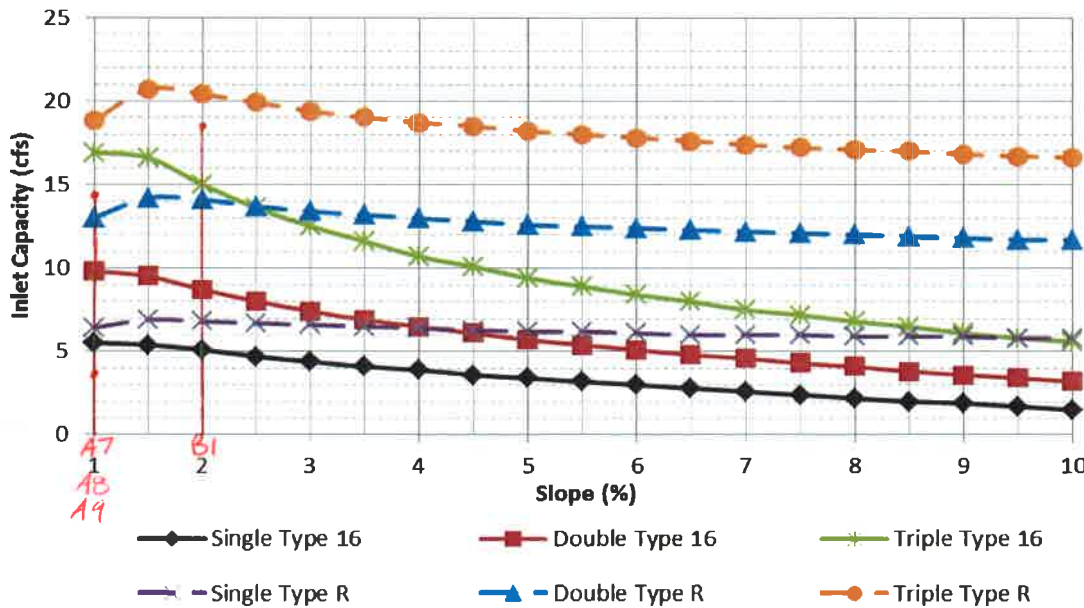 25
20
15
10
5
0
Inlet Capacity (cfs)
1 2 3 4 5 6 7 8 9 10
A7 B1
A8
A9
Slope (%)
Single Type 16 Double Type 16 Triple Type 16
Single Type R Double Type R Triple Type R